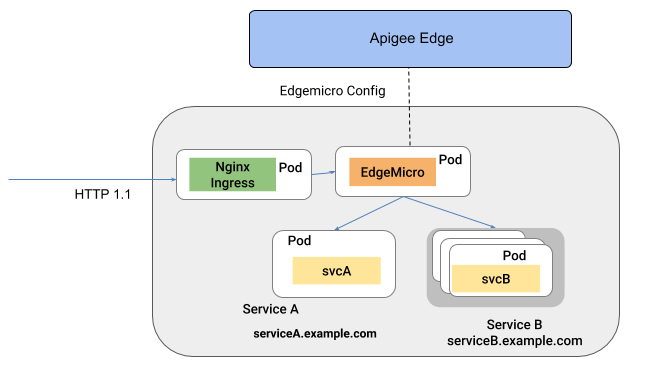 Apigee Edge
Edgemicro Config
Nginx
Ingress
Pod
EdgeMicro
Pod
HTTP 1.1
Pod
svcA
Pod
svcB
Service A
serviceA.example.com
Service B
serviceB.example.com